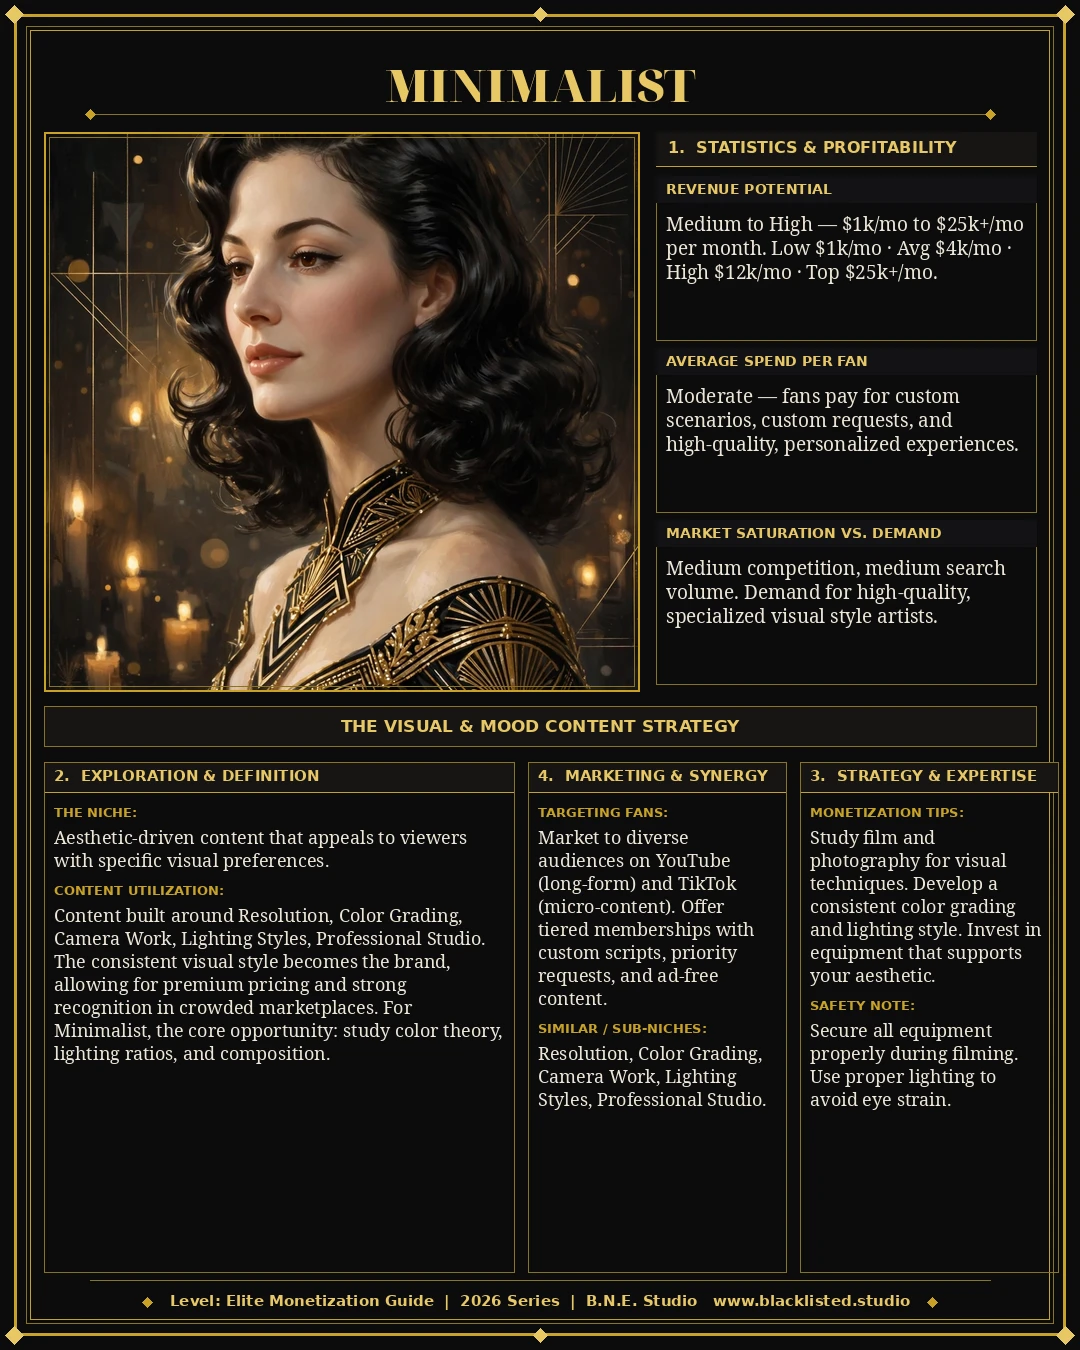 MINIMALIST
1. STATISTICS & PROFITABILITY
REVENUE POTENTIAL
Medium to High — $1k/mo to $25k+/mo
per month. Low $1k/mo · Avg $4k/mo ·
High $12k/mo · Top $25k+/mo.
AVERAGE SPEND PER FAN
Moderate — fans pay for custom
scenarios, custom requests, and
high-quality, personalized experiences.
MARKET SATURATION VS. DEMAND
Medium competition, medium search
volume. Demand for high-quality,
specialized visual style artists.
THE VISUAL & MOOD CONTENT STRATEGY
2. EXPLORATION & DEFINITION
THE NICHE:
Aesthetic-driven content that appeals to viewers
with specific visual preferences.
CONTENT UTILIZATION:
Content built around Resolution, Color Grading,
Camera Work, Lighting Styles, Professional Studio.
The consistent visual style becomes the brand,
allowing for premium pricing and strong
recognition in crowded marketplaces. For
Minimalist, the core opportunity: study color theory,
lighting ratios, and composition.
4. MARKETING & SYNERGY
TARGETING FANS:
Market to diverse
audiences on YouTube
(long-form) and TikTok
(micro-content). Offer
tiered memberships with
custom scripts, priority
requests, and ad-free
content.
SIMILAR / SUB-NICHES:
Resolution, Color Grading,
Camera Work, Lighting
Styles, Professional Studio.
3. STRATEGY & EXPERTISE
MONETIZATION TIPS:
Study film and
photography for visual
techniques. Develop a
consistent color grading
and lighting style. Invest in
equipment that supports
your aesthetic.
SAFETY NOTE:
Secure all equipment
properly during filming.
Use proper lighting to
avoid eye strain.
Level: Elite Monetization Guide | 2026 Series | B.N.E. Studio www.blacklisted.studio